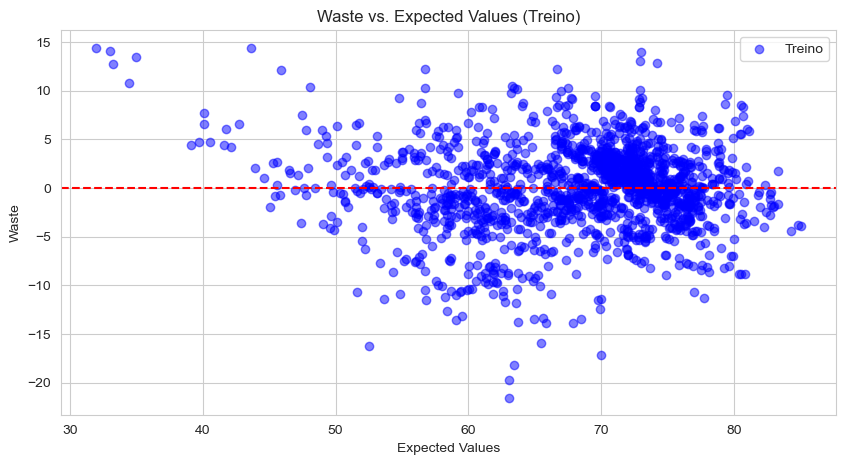 Waste vs. Expected Values (Treino)
Treino
15
10
5
0
−5
−10
−15
−20
Waste
30 40 50 60 70 80
Expected Values